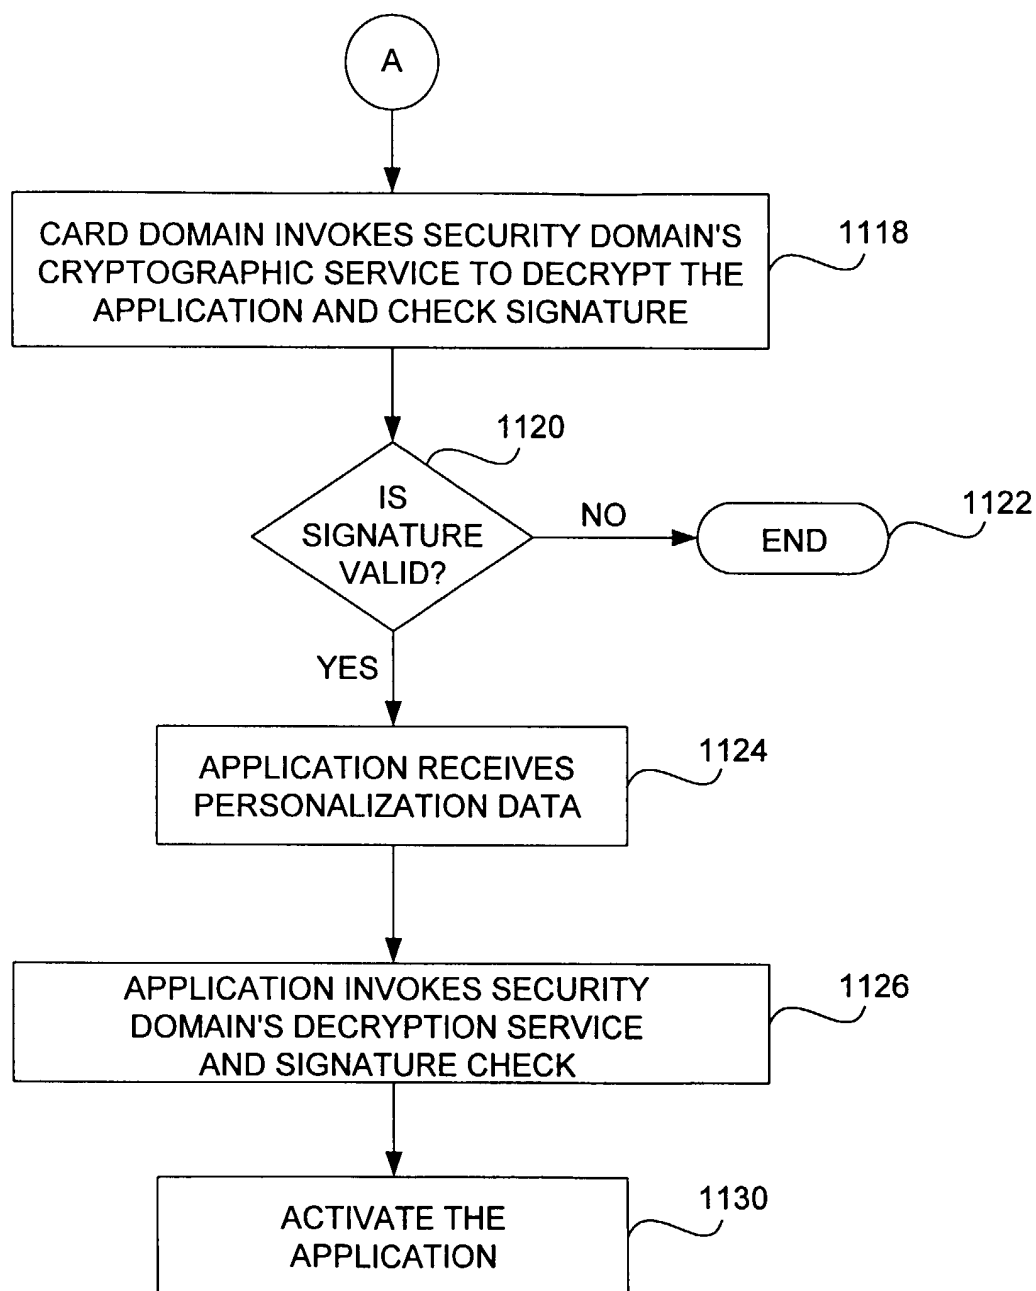 A
CARD DOMAIN INVOKES SECURITY DOMAIN'S
CRYPTOGRAPHIC SERVICE TO DECRYPT THE
APPLICATION AND CHECK SIGNATURE
1118
1120
IS
SIGNATURE
VALID?
NO
END
1122
YES
APPLICATION RECEIVES
PERSONALIZATION DATA
1124
APPLICATION INVOKES SECURITY
DOMAIN'S DECRYPTION SERVICE
AND SIGNATURE CHECK
1126
ACTIVATE THE
APPLICATION
1130